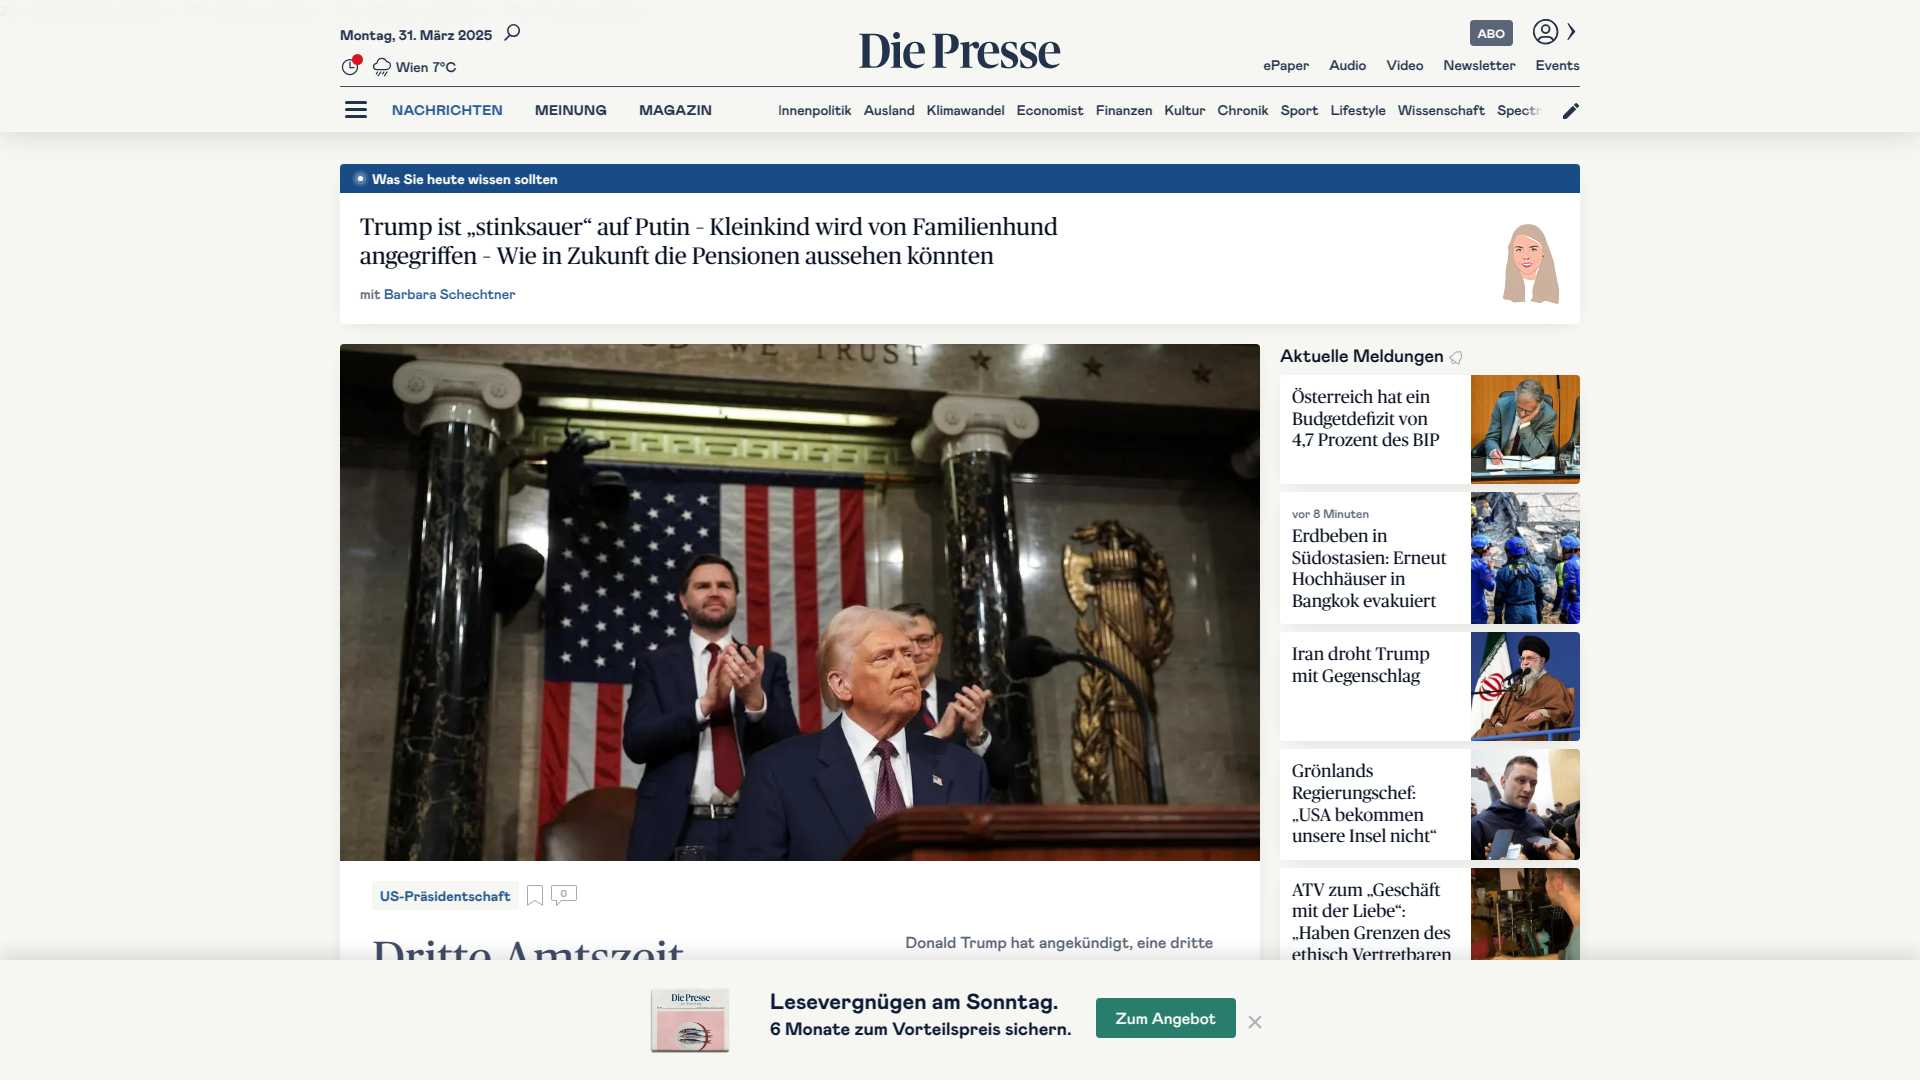 Montag, 31. März 2025
Wien 7°C
Die Presse
ABO
ePaper Audio Video Newsletter Events
NACHRICHTEN MEINUNG MAGAZIN
Innenpolitik Ausland Klimawandel Economist Finanzen Kultur Chronik Sport Lifestyle Wissenschaft Spectr
Was Sie heute wissen sollten
Trump ist „stinksauer“ auf Putin - Kleinkind wird von Familienhund
angegriffen - Wie in Zukunft die Pensionen aussehen könnten
mit Barbara Schechtner
WE TRUST
US-Präsidentschaft
0
Dritte Amtszeit
Donald Trump hat angekündigt, eine dritte
Aktuelle Meldungen
Österreich hat ein
Budgetdefizit von
4,7 Prozent des BIP
vor 8 Minuten
Erdbeben in
Südostasien: Erneut
Hochhäuser in
Bangkok evakuiert
Iran droht Trump
mit Gegenschlag
Grönlands
Regierungschef:
„USA bekommen
unsere Insel nicht“
ATV zum „Geschäft
mit der Liebe“:
„Haben Grenzen des
ethisch Vertretbaren
Die Presse
Lesevergnügen am Sonntag.
6 Monate zum Vorteilspreis sichern.
Zum Angebot